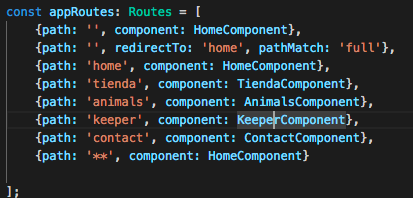 const appRoutes: Routes = [
{path: '', component: HomeComponent},
{path: '', redirectTo: 'home', pathMatch: 'full'},
{path: 'home', component: HomeComponent},
{path: 'tienda', component: TiendaComponent},
{path: 'animals', component: AnimalsComponent},
{path: 'keeper', component: KeeperComponent},
{path: 'contact', component: ContactComponent},
{path: '**', component: HomeComponent}
];